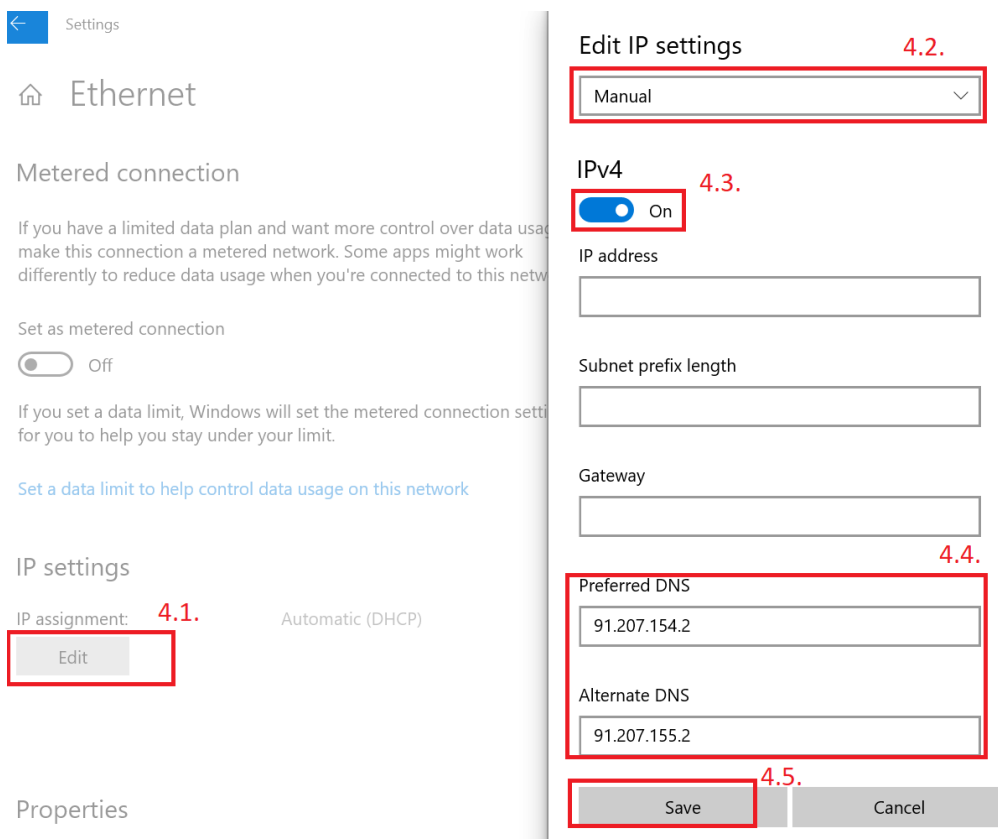 Settings
Ethernet
Metered connection
If you have a limited data plan and want more control over data usag
make this connection a metered network. Some apps might work
differently to reduce data usage when you're connected to this netw
Set as metered connection
Off
If you set a data limit, Windows will set the metered connection setti
for you to help you stay under your limit.
Set a data limit to help control data usage on this network
IP settings
IP assignment:
4.1.
Automatic (DHCP)
Edit
Properties
Edit IP settings
4.2.
Manual
IPv4
4.3.
On
IP address
Subnet prefix length
Gateway
4.4.
Preferred DNS
91.207.154.2
Alternate DNS
91.207.155.2
4.5.
Save
Cancel